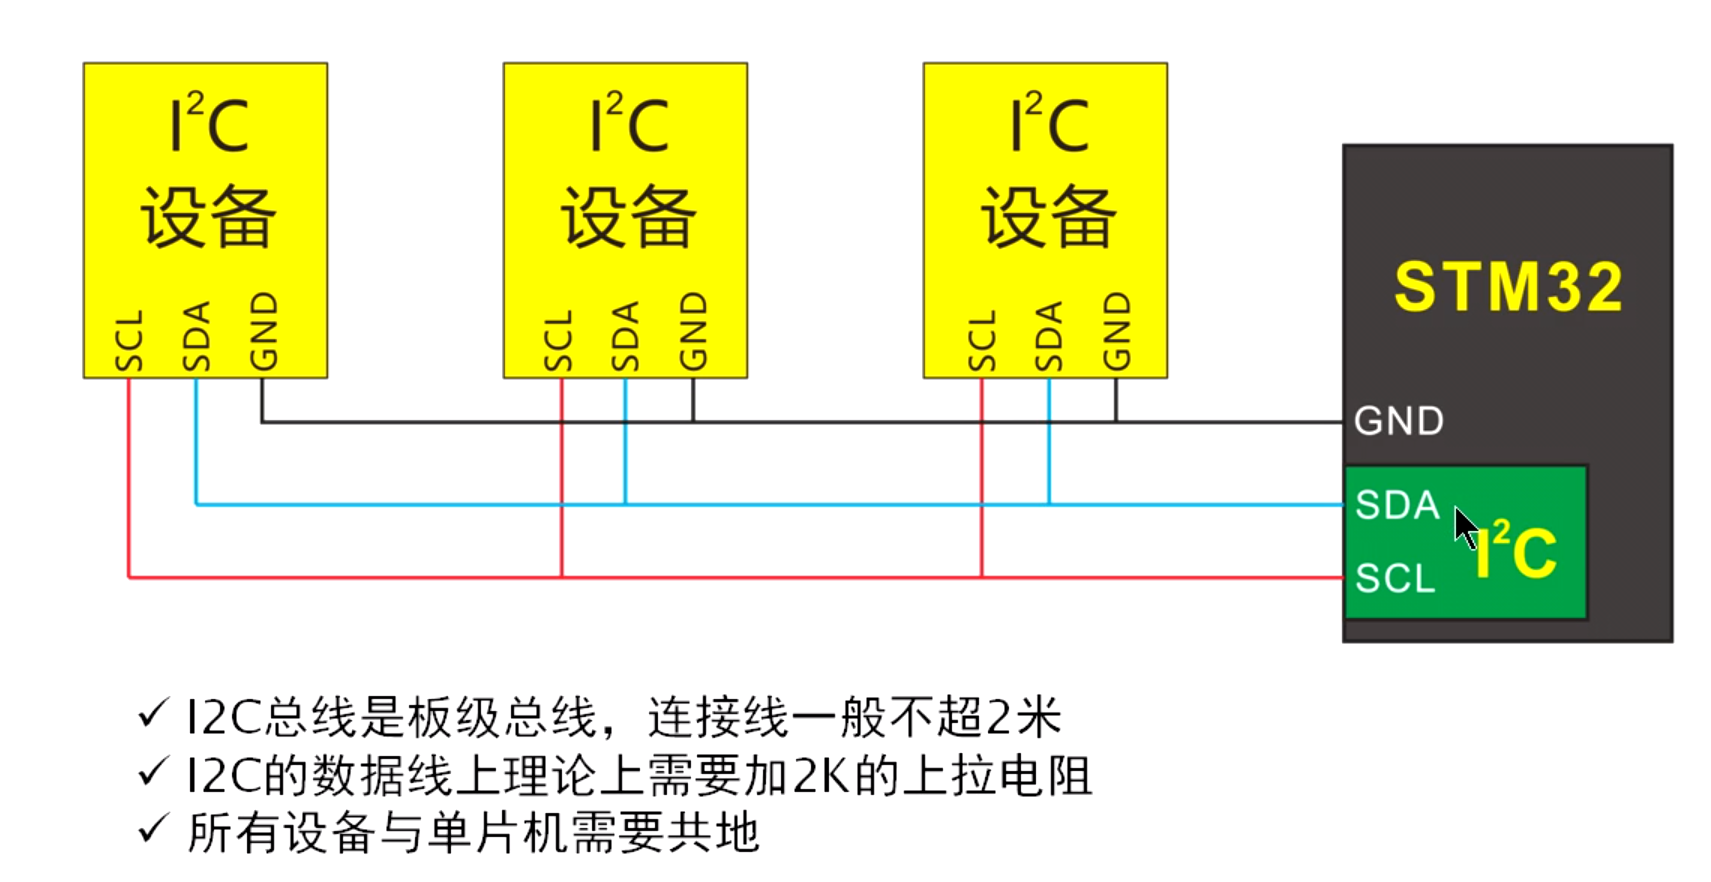 I²C
设备
SCL
SDA
GND
I²C
设备
SCL
SDA
GND
I²C
设备
SCL
SDA
GND
STM32
GND
SDA
I²C
SCL
✓ I2C总线是板级总线，连接线一般不超2米
✓ I2C的数据线上理论上需要加2K的上拉电阻
✓ 所有设备与单片机需要共地